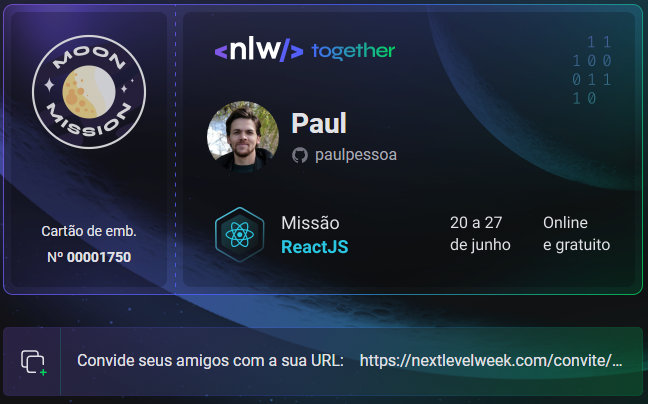 MOON
MISSION
Cartão de emb.
Nº 00001750
<nlw/> together
1 1
1 0 0
0 1 1
1 0
Paul
paulpessoa
Missão
ReactJS
20 a 27
de junho
Online
e gratuito
Convide seus amigos com a sua URL: https://nextlevelweek.com/convite/...